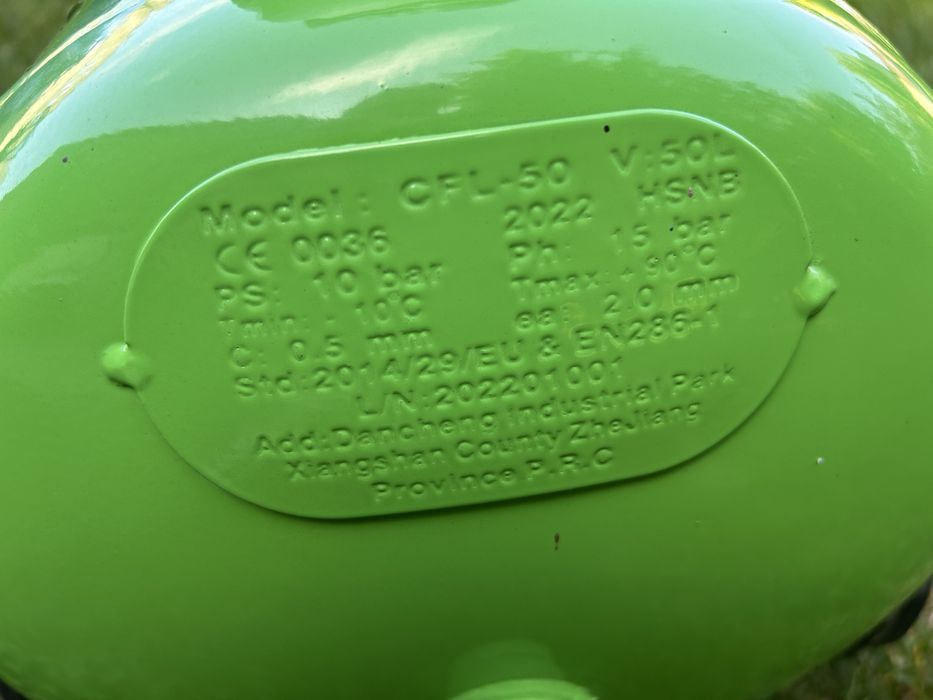 Model: CFL-50 V:50L
CE 0036 2022 HSNB
PS: 10 bar Ph: 15 bar
Tmin: - 10°C Tmax: + 90°C
C: 0.5 mm ea: 2.0 mm
Std:2014/29/EU & EN286-1
L/N:202201001
Add:Dancheng Industrial Park
Xiangshan County ZheJiang
Province P.R.C